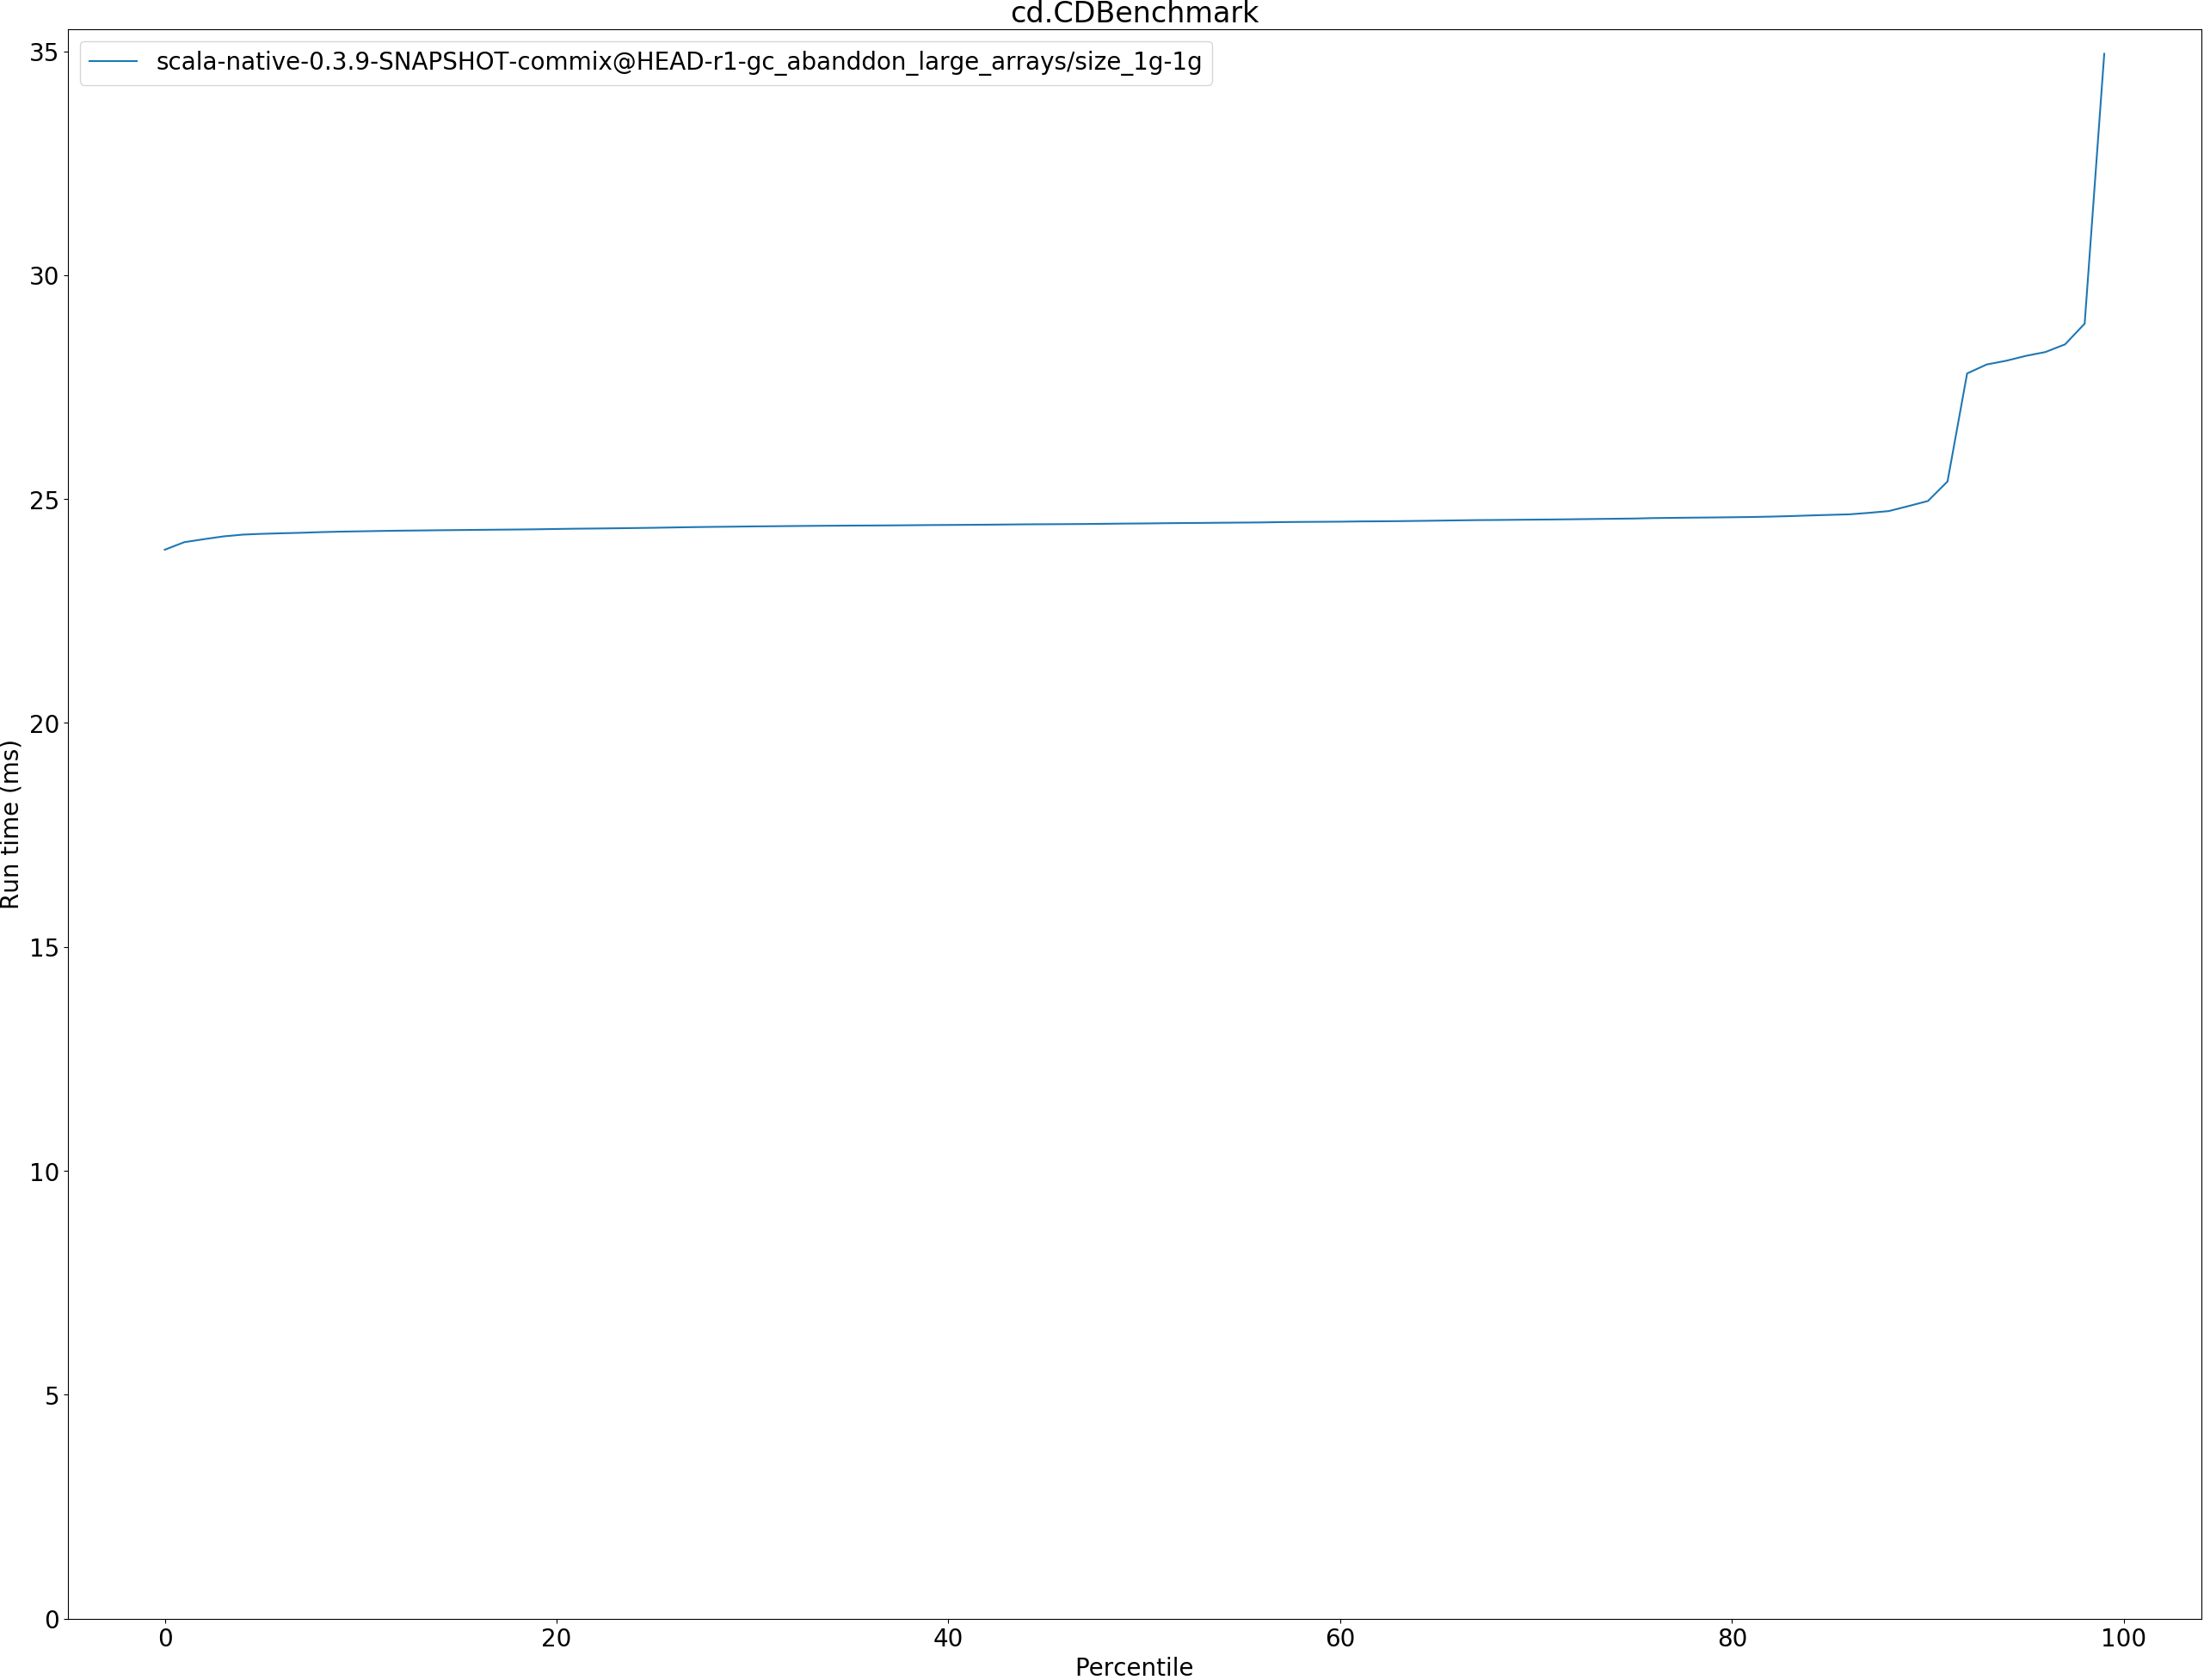 cd.CDBenchmark
scala-native-0.3.9-SNAPSHOT-commix@HEAD-r1-gc_abanddon_large_arrays/size_1g-1g
35
30
25
20
15
10
5
0
Run time (ms)
0 20 40 60 80 100
Percentile